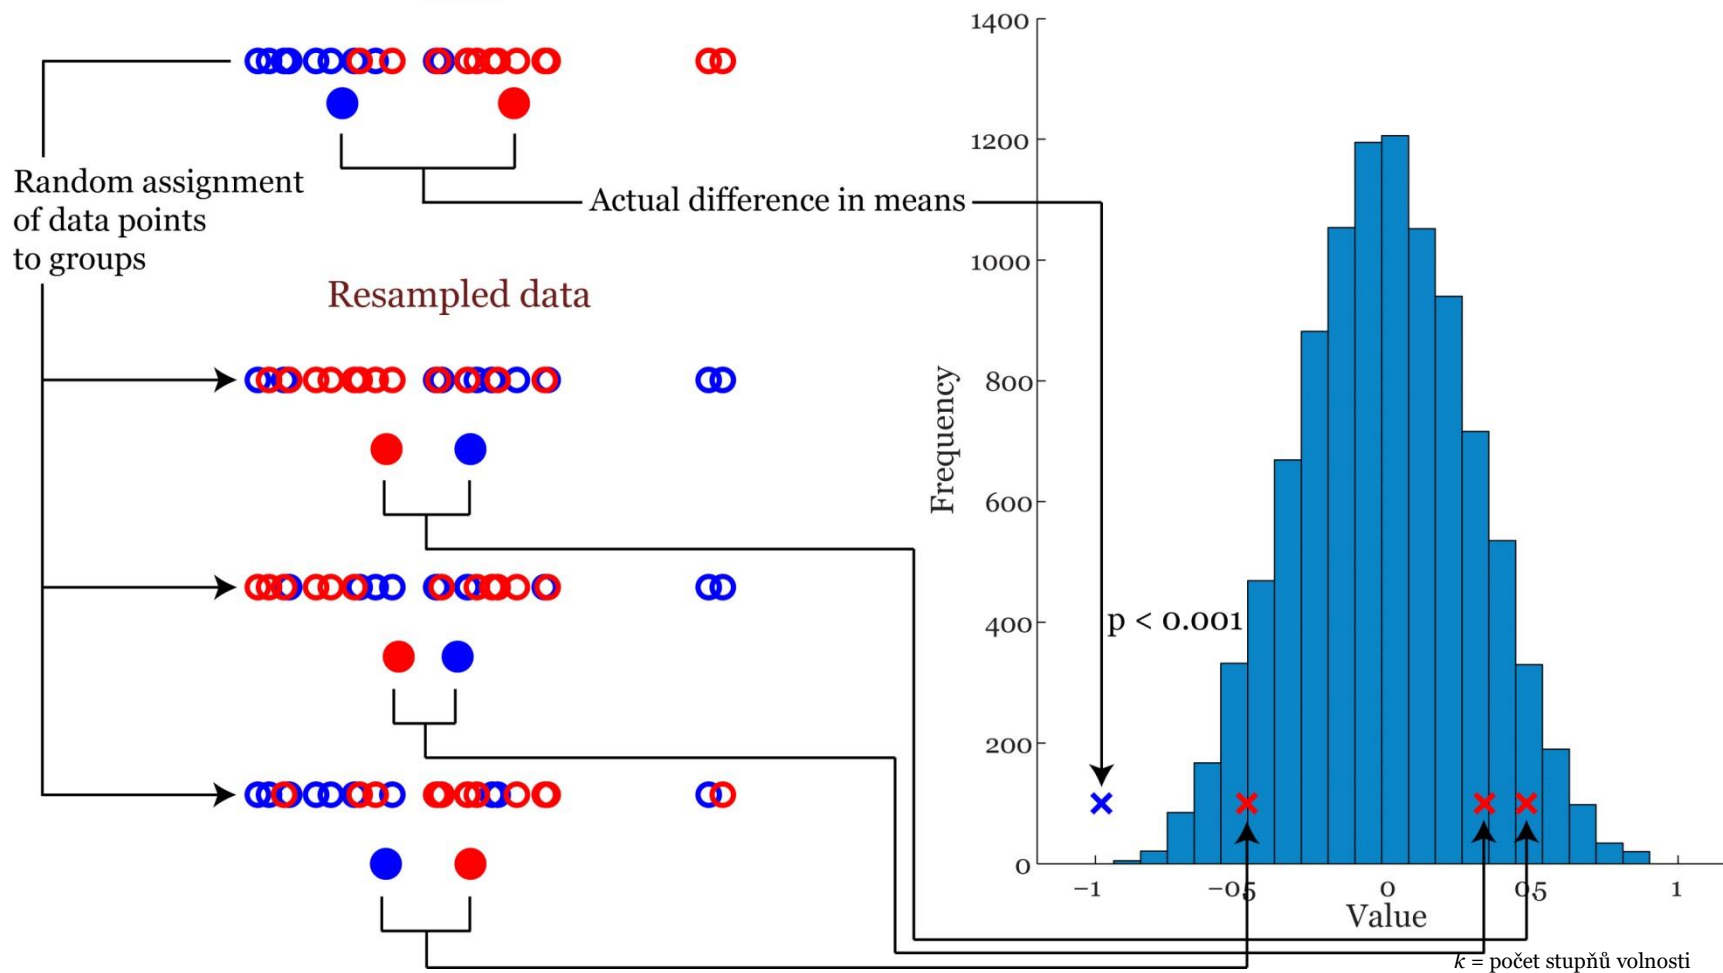 Random assignment
of data points
to groups
Actual difference in means
Resampled data
1400
1200
1000
800
600
400
200
0
Frequency
p < 0.001
−1
−0.5
0
0.5
1
Value
k = počet stupňů volnosti